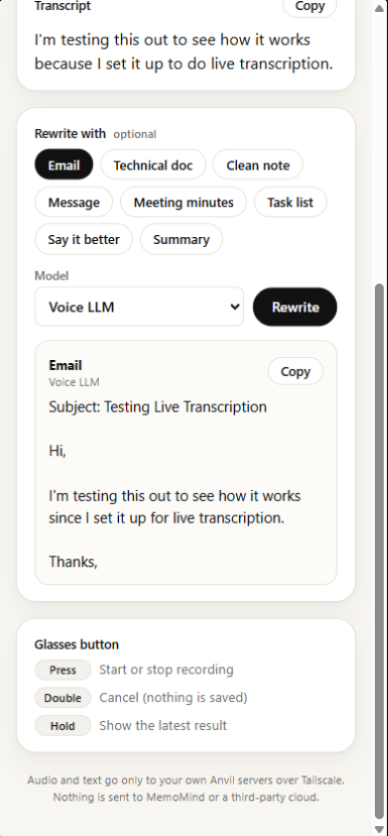 Transcript
Copy
I'm testing this out to see how it works
because I set it up to do live transcription.
Rewrite with optional
Email Technical doc Clean note
Message Meeting minutes Task list
Say it better Summary
Model
Voice LLM Rewrite
Email
Voice LLM
Copy
Subject: Testing Live Transcription
Hi,
I'm testing this out to see how it works
since I set it up for live transcription.
Thanks,
Glasses button
Press Start or stop recording
Double Cancel (nothing is saved)
Hold Show the latest result
Audio and text go only to your own Anvil servers over Tailscale.
Nothing is sent to MemoMind or a third-party cloud.